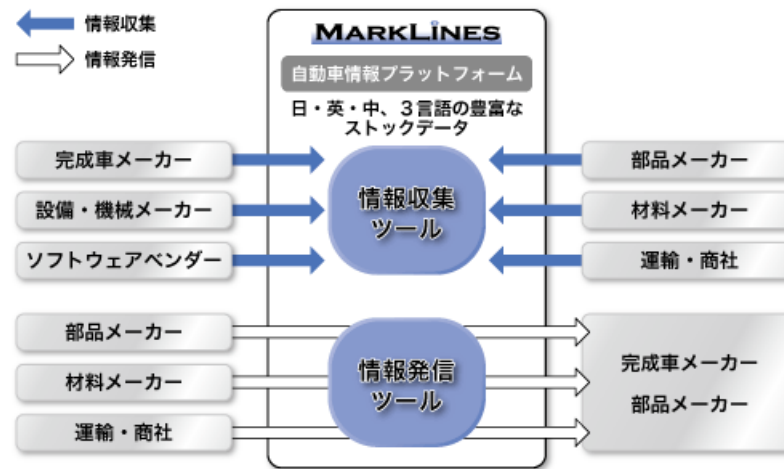 情報収集
情報発信
MARKLINES
自動車情報プラットフォーム
日・英・中、3言語の豊富な
ストックデータ
完成車メーカー
設備・機械メーカー
ソフトウェアベンダー
情報収集
ツール
部品メーカー
材料メーカー
運輸・商社
部品メーカー
材料メーカー
運輸・商社
情報発信
ツール
完成車メーカー
部品メーカー